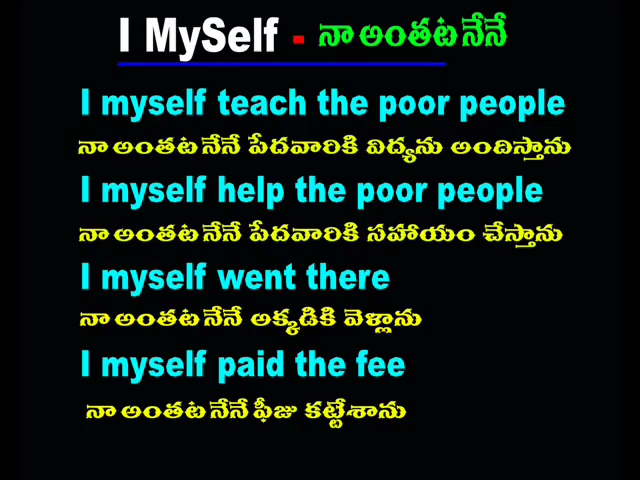 I MySelf - నా అంతట నేనే
I myself teach the poor people
నా అంతట నేనే పేదవారికి విద్యను అందిస్తాను
I myself help the poor people
నా అంతట నేనే పేదవారికి సహాయం చేస్తాను
I myself went there
నా అంతట నేనే అక్కడికి వెళ్లాను
I myself paid the fee
నా అంతట నేనే ఫీజు కట్టేశాను